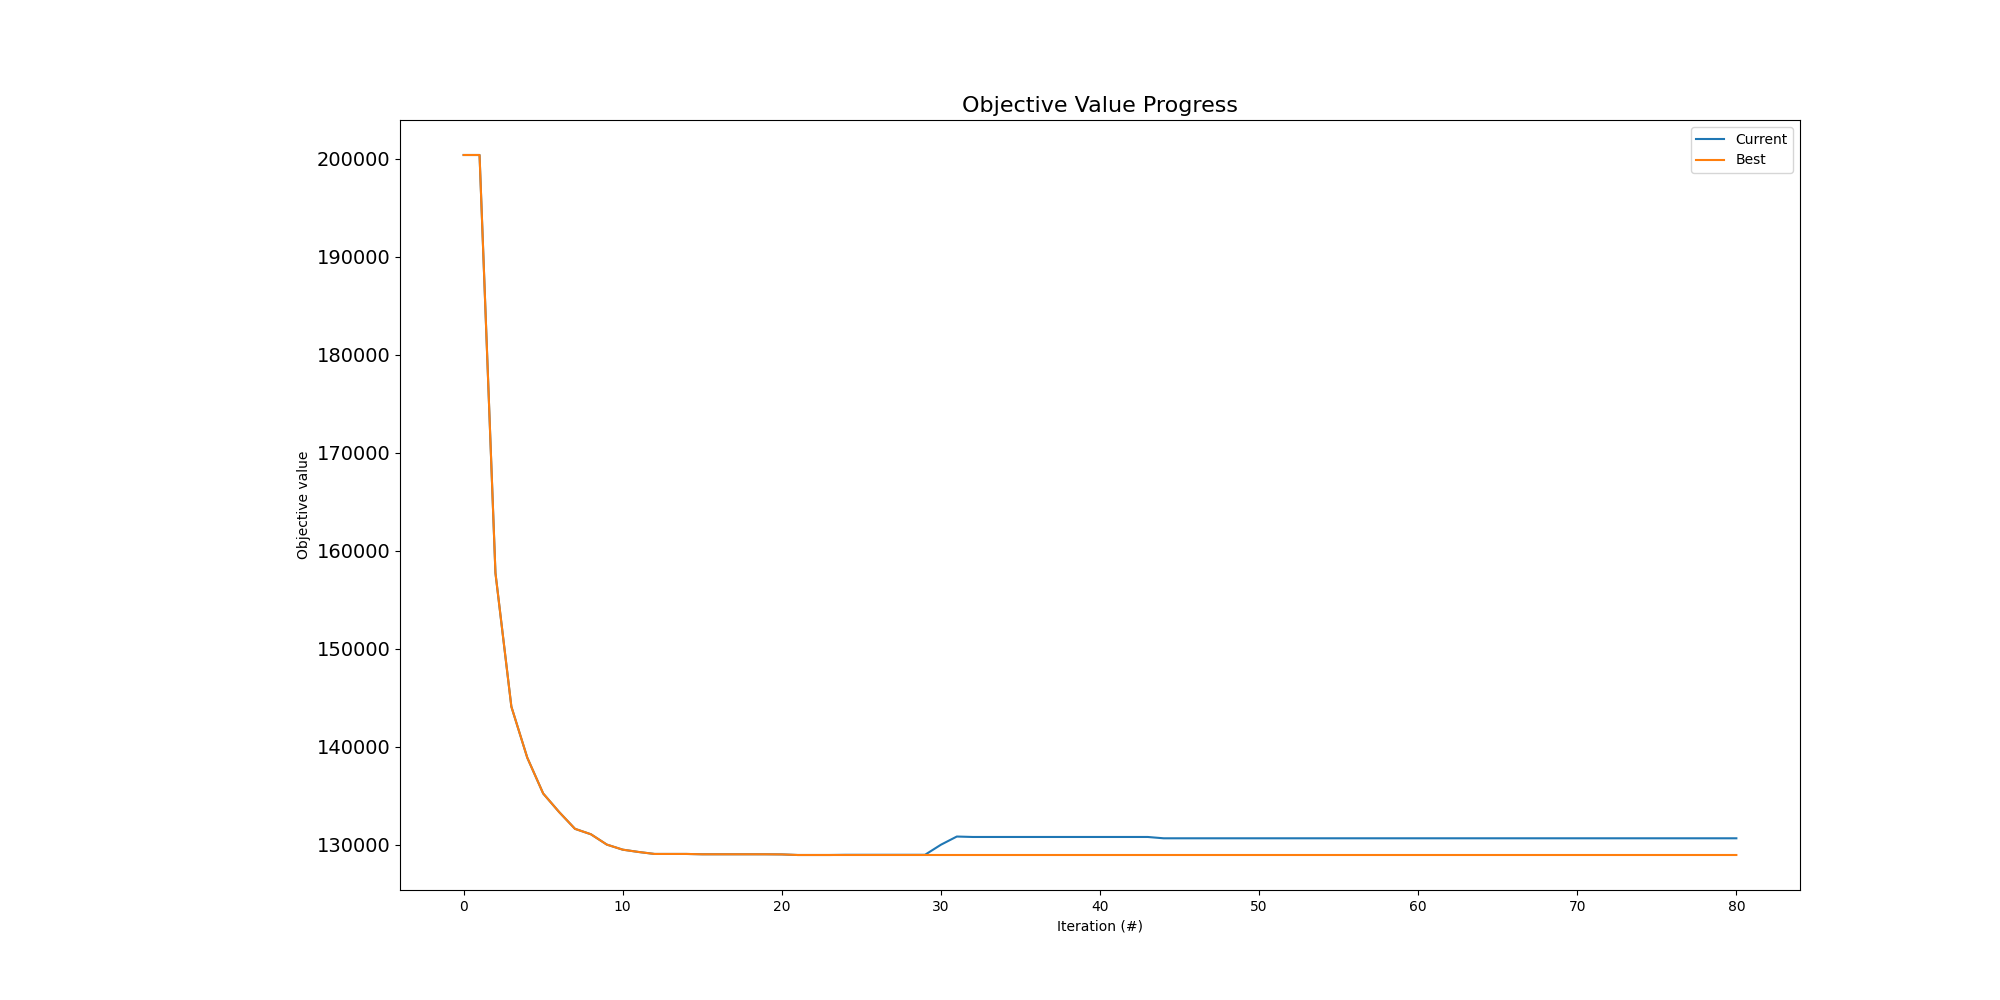 Objective Value Progress
Current
Best
200000
190000
180000
170000
160000
150000
140000
130000
Objective value
0 10 20 30 40 50 60 70 80
Iteration (#)